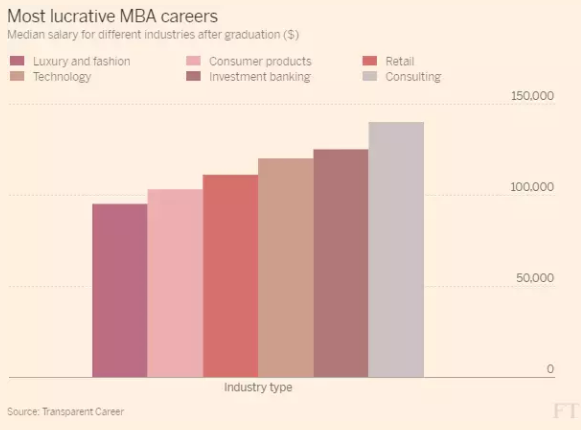 Most lucrative MBA careers
Median salary for different industries after graduation ($)
Luxury and fashion
Consumer products
Retail
Technology
Investment banking
Consulting
150,000
100,000
50,000
0
Industry type
Source: Transparent Career
FT